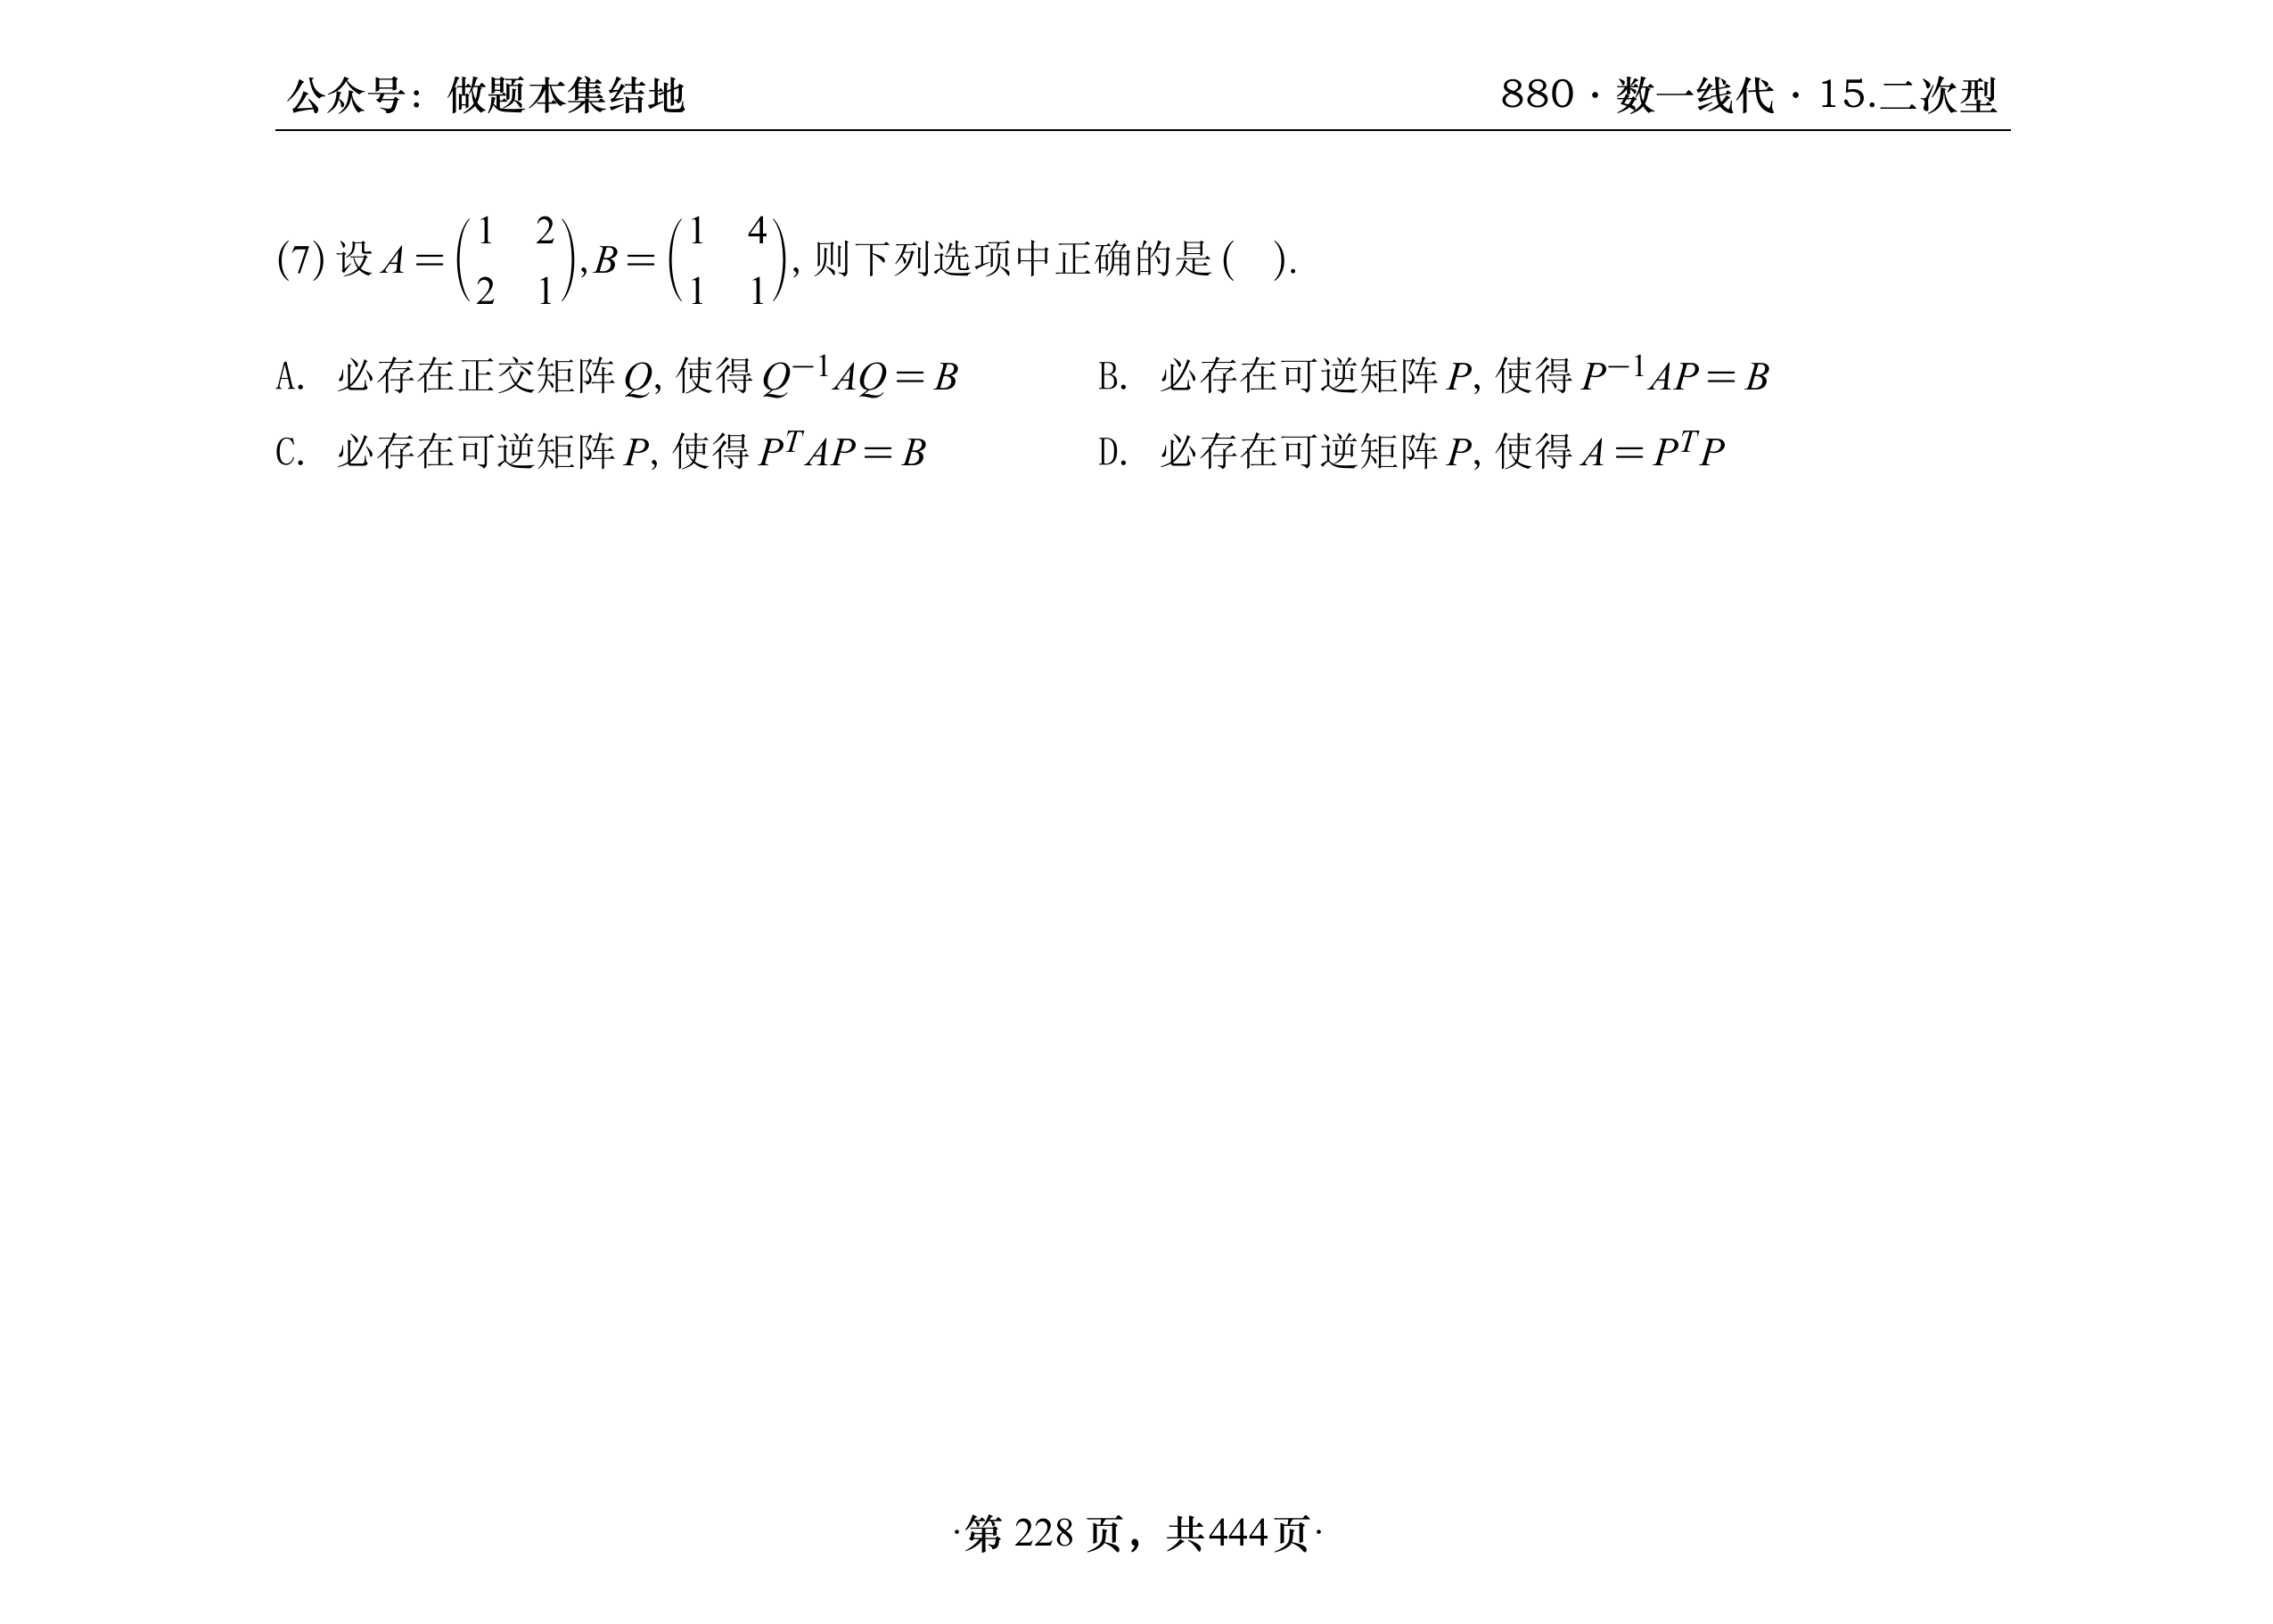 公众号：做题本集结地 880·数一线代·15.二次型
(7) 设 A = \begin{pmatrix} 1 & 2 \\ 2 & 1 \end{pmatrix}, B = \begin{pmatrix} 1 & 4 \\ 1 & 1 \end{pmatrix}, 则下列选项中正确的是 ( ).
A. 必存在正交矩阵 Q, 使得 Q^{-1}AQ = B B. 必存在可逆矩阵 P, 使得 P^{-1}AP = B
C. 必存在可逆矩阵 P, 使得 P^TAP = B D. 必存在可逆矩阵 P, 使得 A = P^TP
·第 228 页，共444页·